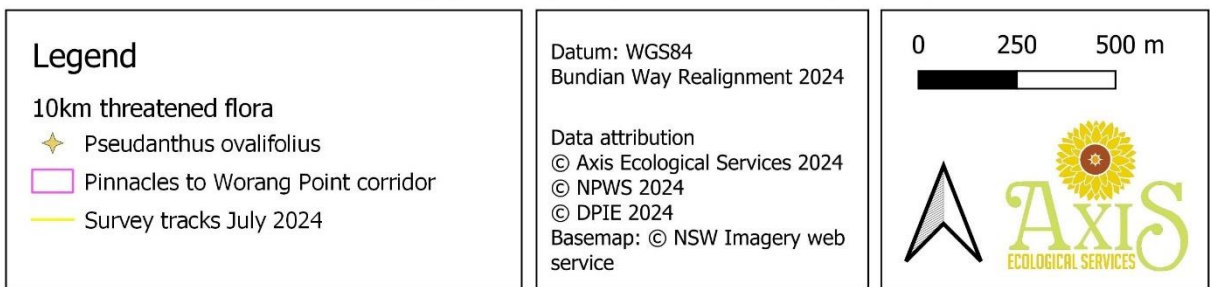 Legend
10km threatened flora
Pseudanthus ovalifolius
Pinnacles to Worang Point corridor
Survey tracks July 2024
Datum: WGS84
Bundian Way Realignment 2024
Data attribution
© Axis Ecological Services 2024
© NPWS 2024
© DPIE 2024
Basemap: © NSW Imagery web
service
0 250 500 m
AXIS
ECOLOGICAL SERVICES